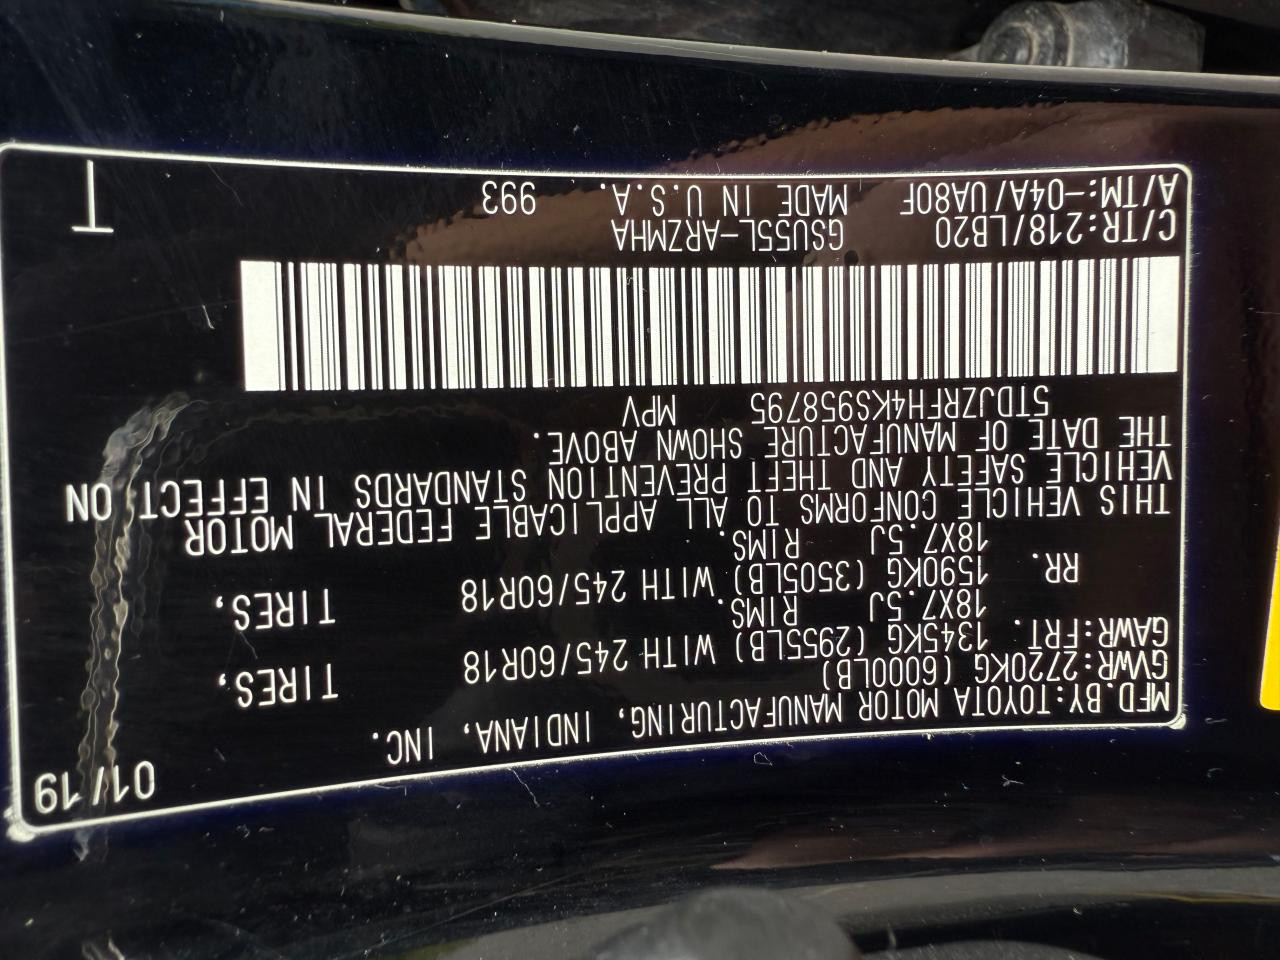 MFD.BY:TOYOTA MOTOR MANUFACTURING, INDIANA, INC. 01/19
GVWR:2720KG (6000LB)
GAWR:FRT. 1345KG (2955LB) WITH 245/60R18 TIRES,
18X7.5J RIMS.
RR. 1590KG (3505LB) WITH 245/60R18 TIRES,
18X7.5J RIMS.
THIS VEHICLE CONFORMS TO ALL APPLICABLE FEDERAL MOTOR
VEHICLE SAFETY AND THEFT PREVENTION STANDARDS IN EFFECT ON
THE DATE OF MANUFACTURE SHOWN ABOVE.
5TDJZRFH4KS958795 MPV
C/TR:218/LB20 GSU55L-ARZMHA
A/TM:-04A/UA80F MADE IN U.S.A. 993
T